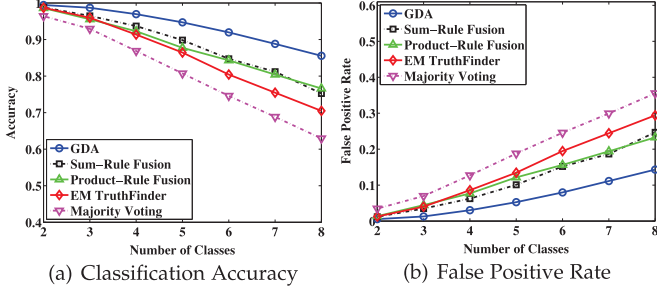 1
0.9
0.8
0.7
0.6
0.5
0.4
Accuracy
GDA
Sum−Rule Fusion
Product−Rule Fusion
EM TruthFinder
Majority Voting
2 3 4 5 6 7 8
Number of Classes
(a) Classification Accuracy
0.6
0.5
0.4
0.3
0.2
0.1
0
False Positive Rate
GDA
Sum−Rule Fusion
Product−Rule Fusion
EM TruthFinder
Majority Voting
2 3 4 5 6 7 8
Number of Classes
(b) False Positive Rate